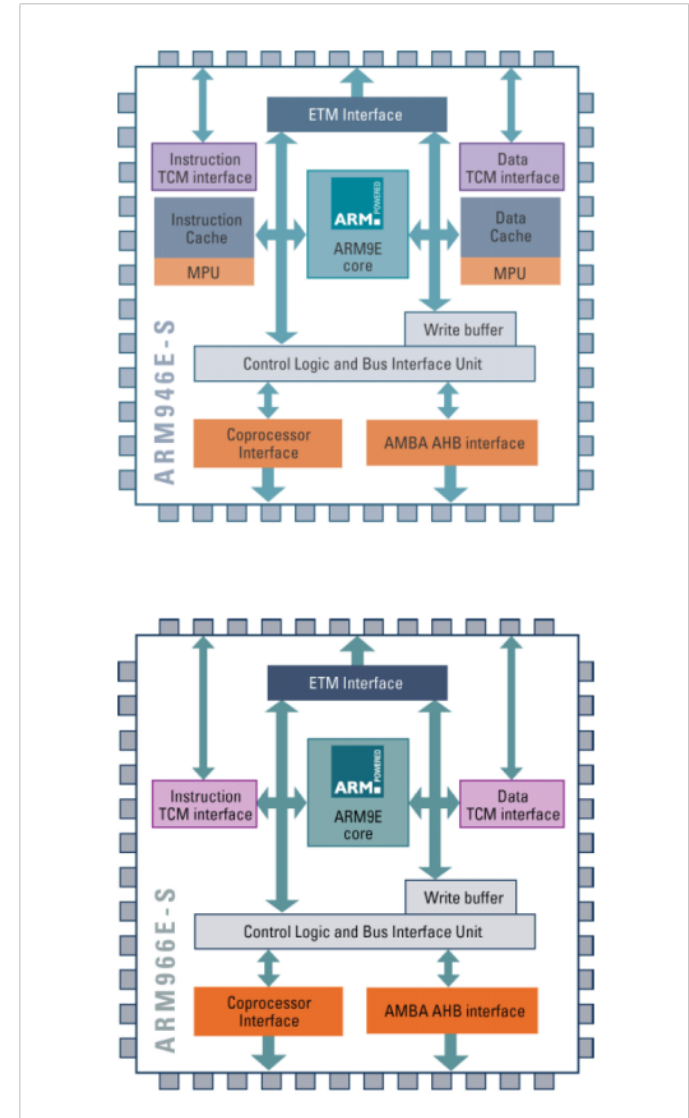 ETM Interface
Instruction
TCM interface
Data
TCM interface
Instruction
Cache
MPU
ARM
POWERED
ARM9E
core
Data
Cache
MPU
Write buffer
Control Logic and Bus Interface Unit
Coprocessor
Interface
AMBA AHB interface
ARM946E-S
ETM Interface
Instruction
TCM interface
ARM
POWERED
ARM9E
core
Data
TCM interface
Write buffer
Control Logic and Bus Interface Unit
Coprocessor
Interface
AMBA AHB interface
ARM966E-S